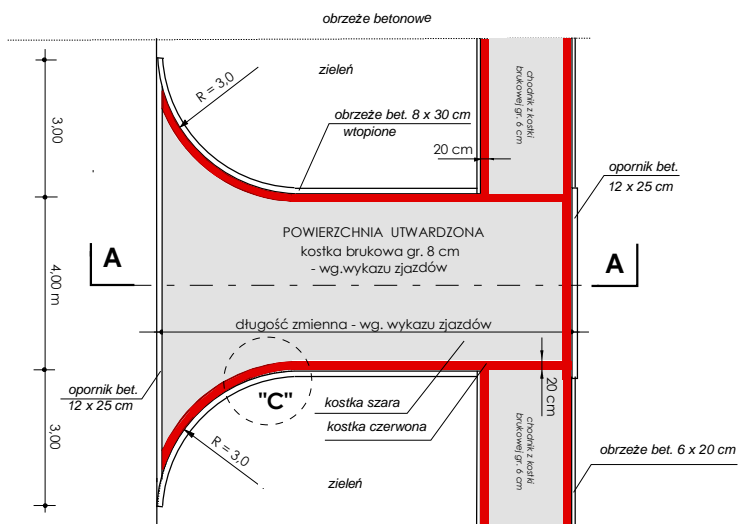 obrzeże betonowe
zieleń
R = 3,0
chodnik z kostki
brukowej gr. 6 cm
obrzeże bet. 8 x 30 cm
wtopione
3,00
20 cm
opornik bet.
12 x 25 cm
POWIERZCHNIA UTWARDZONA
kostka brukowa gr. 8 cm
- wg.wykazu zjazdów
A
A
4,00 m
długość zmienna - wg. wykazu zjazdów
opornik bet.
12 x 25 cm
"C"
kostka szara
kostka czerwona
20 cm
3,00
R = 3,0
chodnik z kostki
brukowej gr. 6 cm
obrzeże bet. 6 x 20 cm
zieleń